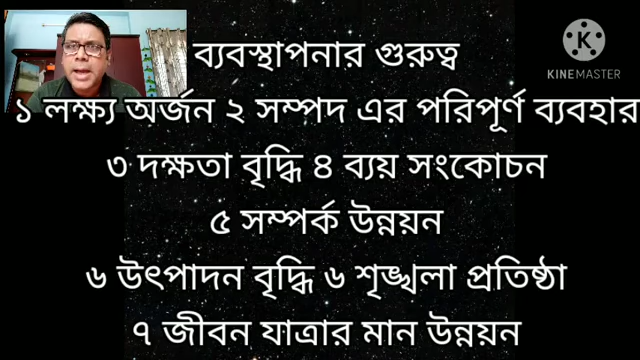 ব্যবস্থাপনার গুরুত্ব
KINEMASTER
১ লক্ষ্য অর্জন ২ সম্পদ এর পরিপূর্ণ ব্যবহার
৩ দক্ষতা বৃদ্ধি ৪ ব্যয় সংকোচন
৫ সম্পর্ক উন্নয়ন
৬ উৎপাদন বৃদ্ধি ৬ শৃঙ্খলা প্রতিষ্ঠা
৭ জীবন যাত্রার মান উন্নয়ন